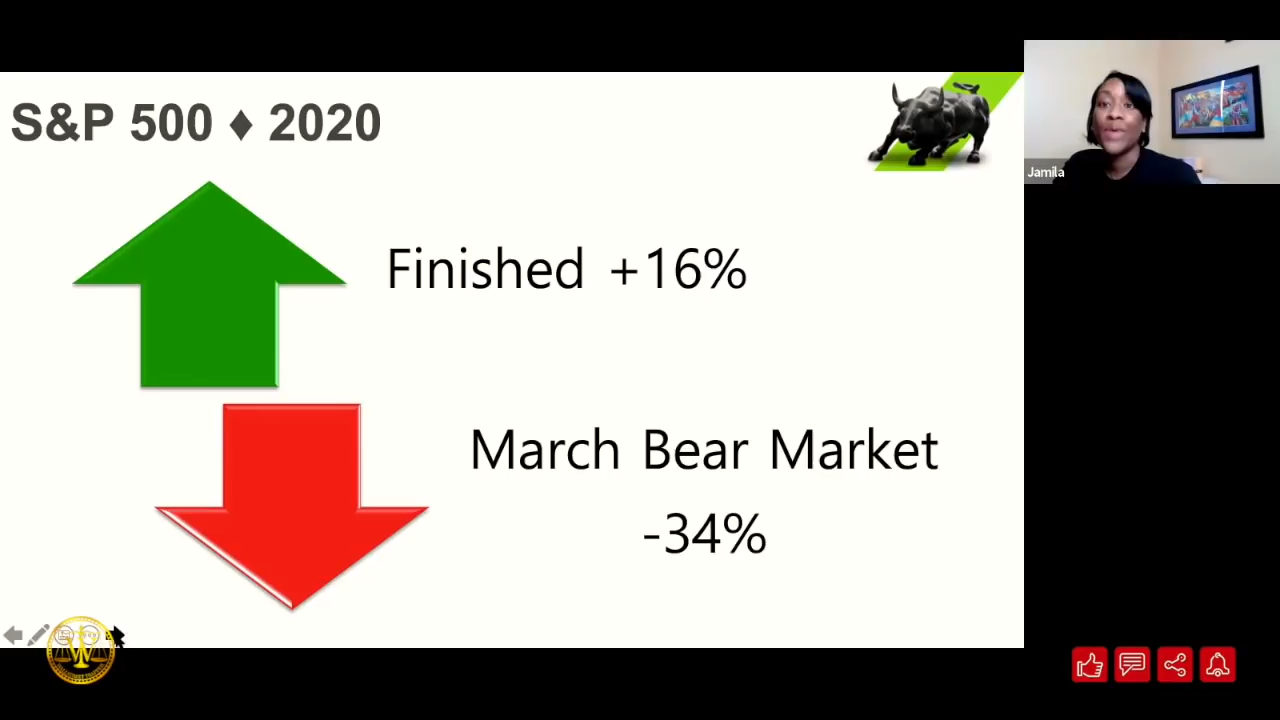 S&P 500 ♦ 2020
Finished +16%
March Bear Market
-34%
Jamila